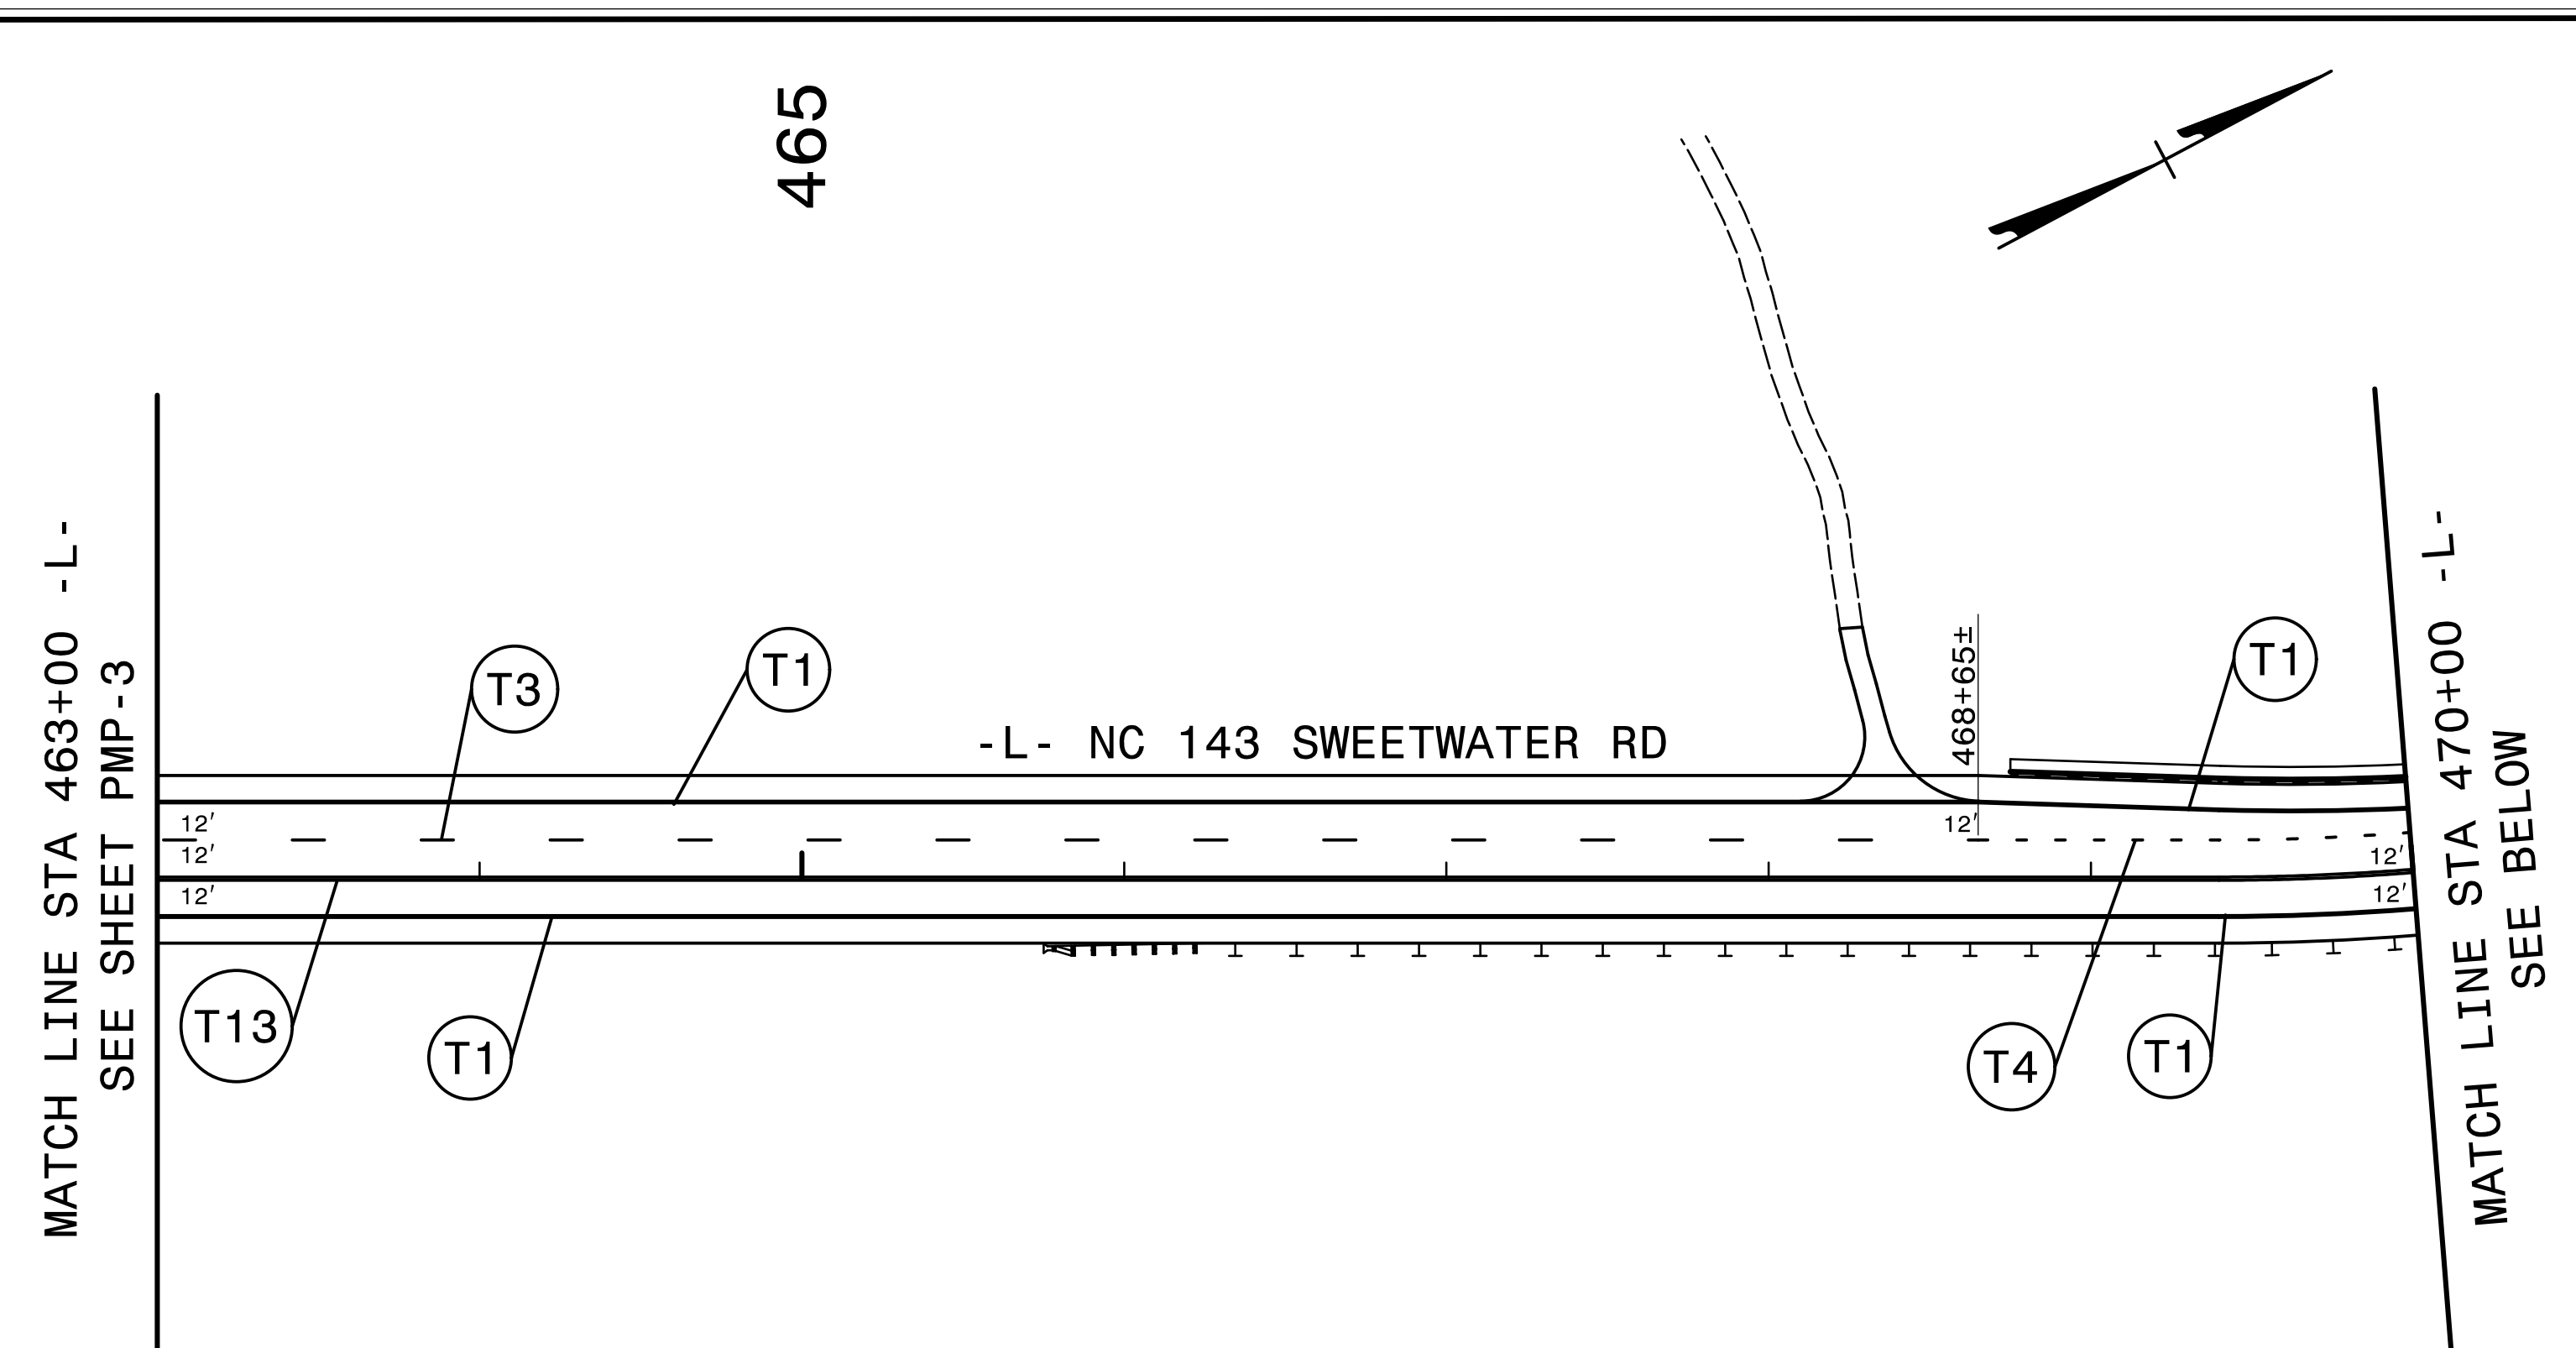 465
MATCH LINE STA 463+00 -L-
SEE SHEET PMP-3
T3
T1
-L- NC 143 SWEETWATER RD
468+65±
T1
12'
12'
12'
12'
12'
12'
T13
T1
T4
T1
MATCH LINE STA 470+00 -L-
SEE BELOW